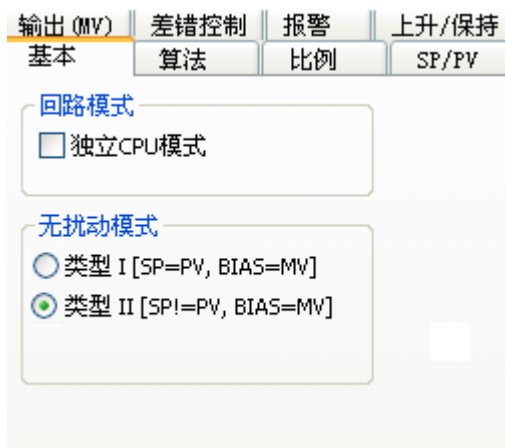 输出(MV) 差错控制 报警 上升/保持
基本 算法 比例 SP/PV
回路模式
独立CPU模式
无扰动模式
类型 I [SP=PV, BIAS=MV]
类型 II [SP!=PV, BIAS=MV]